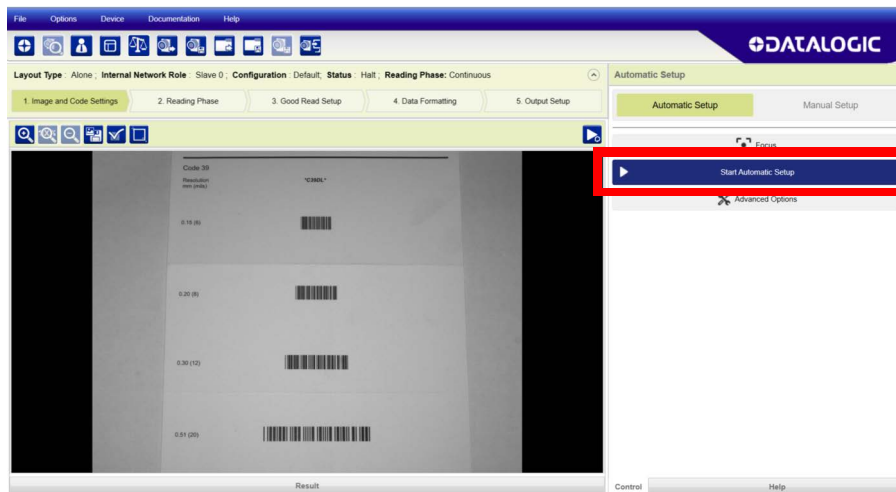 File Options Device Documentation Help
DATALOGIC
Layout Type : Alone ; Internal Network Role : Slave 0 ; Configuration : Default; Status : Halt ; Reading Phase: Continuous
Automatic Setup
1. Image and Code Settings 2. Reading Phase 3. Good Read Setup 4. Data Formatting 5. Output Setup
Automatic Setup Manual Setup
Focus
Start Automatic Setup
Advanced Options
Code 39
Resolution
mm (mils)
*C39DL*
0.15 (6)
0.20 (8)
0.30 (12)
0.51 (20)
Result
Control Help